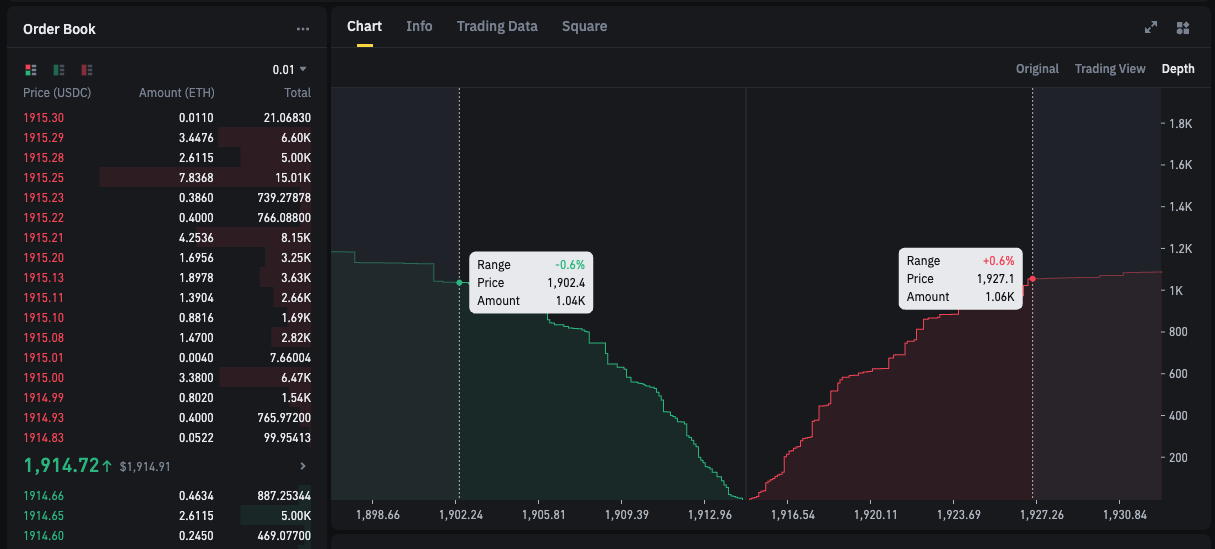 Order Book
...
0.01
Price (USDC) Amount (ETH) Total
1915.30 0.0110 21.06830
1915.29 3.4476 6.60K
1915.28 2.6115 5.00K
1915.25 7.8368 15.01K
1915.23 0.3860 739.27878
1915.22 0.4000 766.08800
1915.21 4.2536 8.15K
1915.20 1.6956 3.25K
1915.13 1.8978 3.63K
1915.11 1.3904 2.66K
1915.10 0.8816 1.69K
1915.08 1.4700 2.82K
1915.01 0.0040 7.66004
1915.00 3.3800 6.47K
1914.99 0.8020 1.54K
1914.93 0.4000 765.97200
1914.83 0.0522 99.95413
1,914.72↑ $1,914.91
1914.66 0.4634 887.25344
1914.65 2.6115 5.00K
1914.60 0.2450 469.07700
Chart Info Trading Data Square
Original Trading View Depth
Range -0.6%
Price 1,902.4
Amount 1.04K
Range +0.6%
Price 1,927.1
Amount 1.06K
1.8K
1.6K
1.4K
1.2K
1K
800
600
400
200
1,898.66 1,902.24 1,905.81 1,909.39 1,912.96 1,916.54 1,920.11 1,923.69 1,927.26 1,930.84